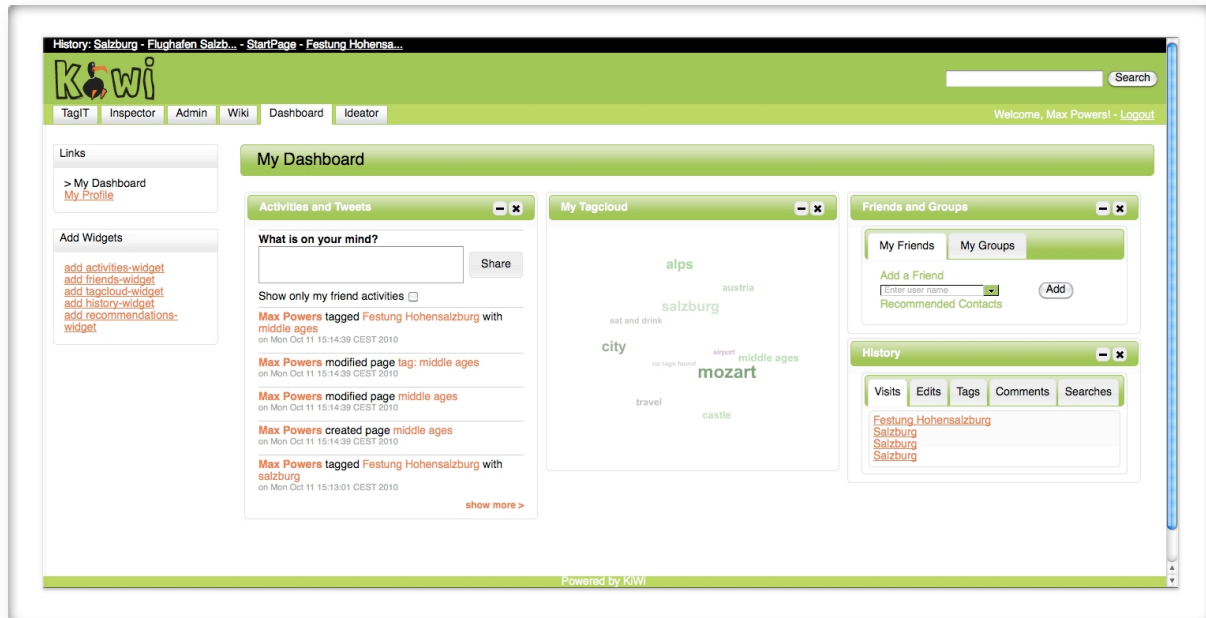 History: Salzburg - Flughafen Salzb... - StartPage - Festung Hohensa...
KiWi
Search
TagIT Inspector Admin Wiki Dashboard Ideator
Welcome, Max Powers! - Logout
Links
> My Dashboard
My Profile
Add Widgets
add activities-widget
add friends-widget
add tagcloud-widget
add history-widget
add recommendations-
widget
My Dashboard
Activities and Tweets
What is on your mind?
Share
Show only my friend activities
Max Powers tagged Festung Hohensalzburg with
middle ages
on Mon Oct 11 15:14:39 CEST 2010
Max Powers modified page tag: middle ages
on Mon Oct 11 15:14:39 CEST 2010
Max Powers modified page middle ages
on Mon Oct 11 15:14:39 CEST 2010
Max Powers created page middle ages
on Mon Oct 11 15:14:39 CEST 2010
Max Powers tagged Festung Hohensalzburg with
salzburg
on Mon Oct 11 15:13:01 CEST 2010
show more >
My Tagcloud
alps
austria
salzburg
eat and drink
city
airport
middle ages
no tags found
mozart
travel
castle
Friends and Groups
My Friends My Groups
Add a Friend
Enter user name
Add
Recommended Contacts
History
Visits Edits Tags Comments Searches
Festung Hohensalzburg
Salzburg
Salzburg
Salzburg
Powered by KiWi